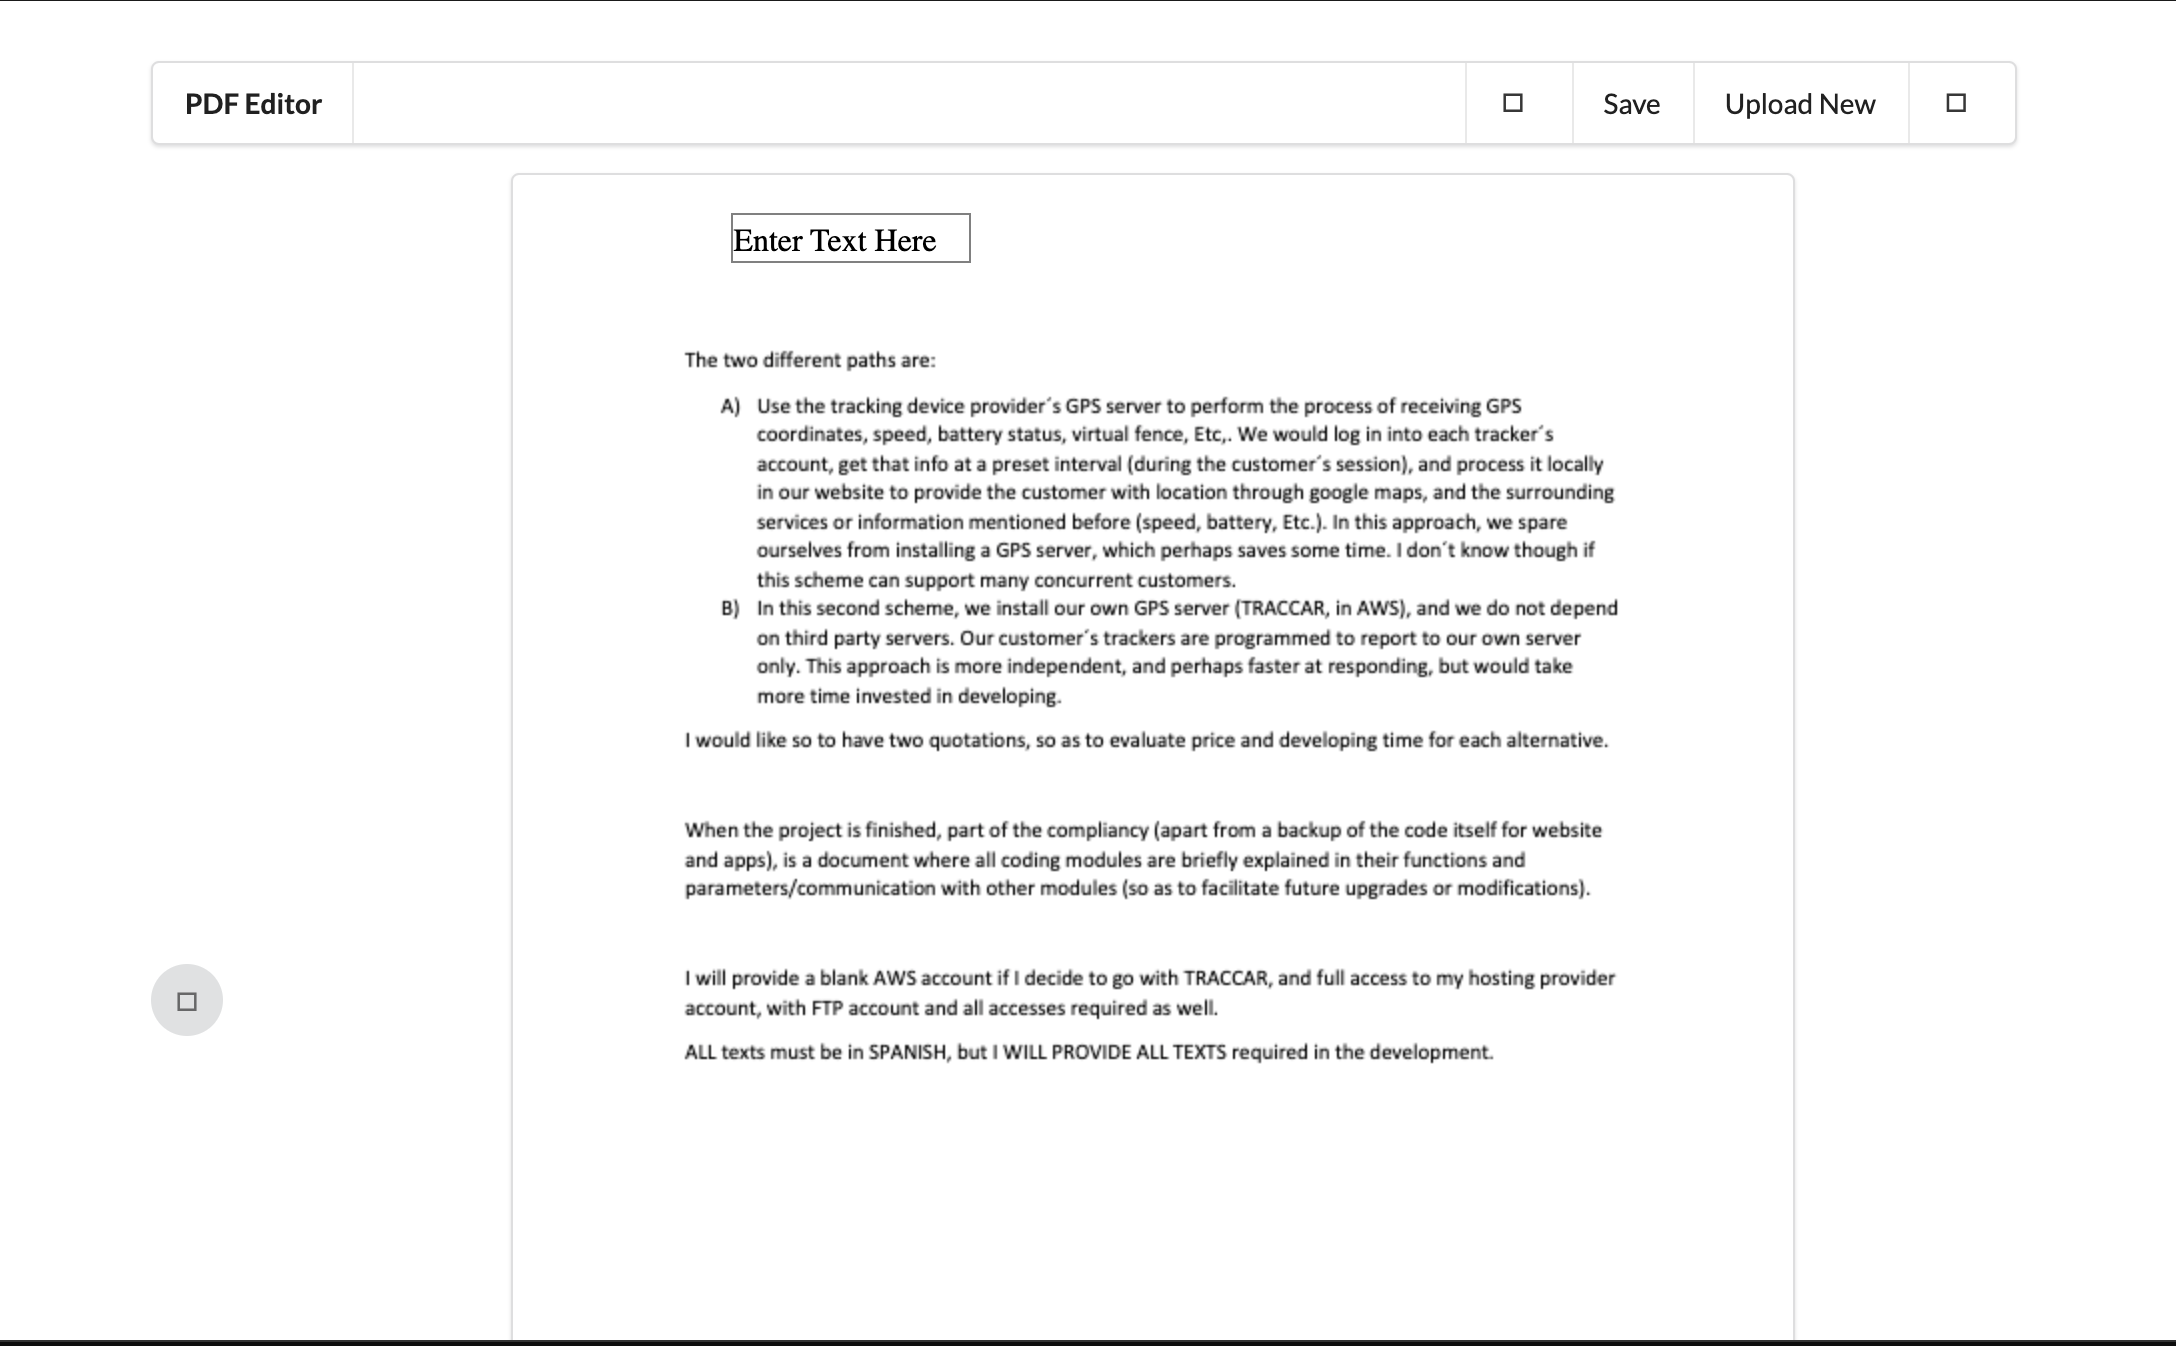 PDF Editor
Save
Upload New
Enter Text Here
The two different paths are:
A) Use the tracking device provider´s GPS server to perform the process of receiving GPS
coordinates, speed, battery status, virtual fence, Etc,. We would log in into each tracker´s
account, get that info at a preset interval (during the customer´s session), and process it locally
in our website to provide the customer with location through google maps, and the surrounding
services or information mentioned before (speed, battery, Etc.). In this approach, we spare
ourselves from installing a GPS server, which perhaps saves some time. I don´t know though if
this scheme can support many concurrent customers.
B) In this second scheme, we install our own GPS server (TRACCAR, in AWS), and we do not depend
on third party servers. Our customer´s trackers are programmed to report to our own server
only. This approach is more independent, and perhaps faster at responding, but would take
more time invested in developing.
I would like so to have two quotations, so as to evaluate price and developing time for each alternative.
When the project is finished, part of the compliancy (apart from a backup of the code itself for website
and apps), is a document where all coding modules are briefly explained in their functions and
parameters/communication with other modules (so as to facilitate future upgrades or modifications).
I will provide a blank AWS account if I decide to go with TRACCAR, and full access to my hosting provider
account, with FTP account and all accesses required as well.
ALL texts must be in SPANISH, but I WILL PROVIDE ALL TEXTS required in the development.